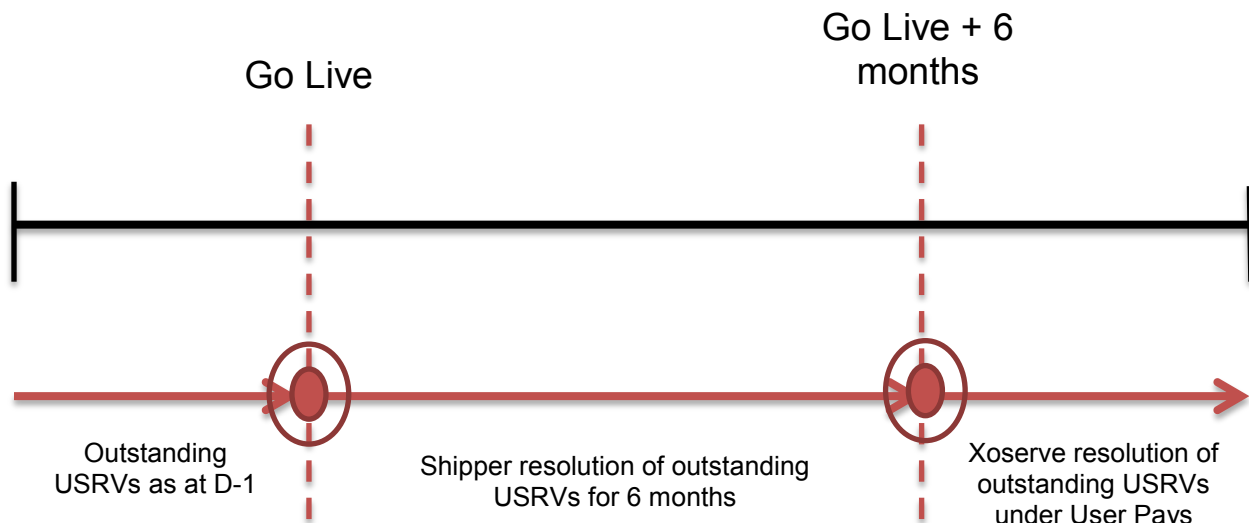 Go Live
Go Live + 6
months
Outstanding
USRVs as at D-1
Shipper resolution of outstanding
USRVs for 6 months
Xoserve resolution of
outstanding USRVs
under User Pays